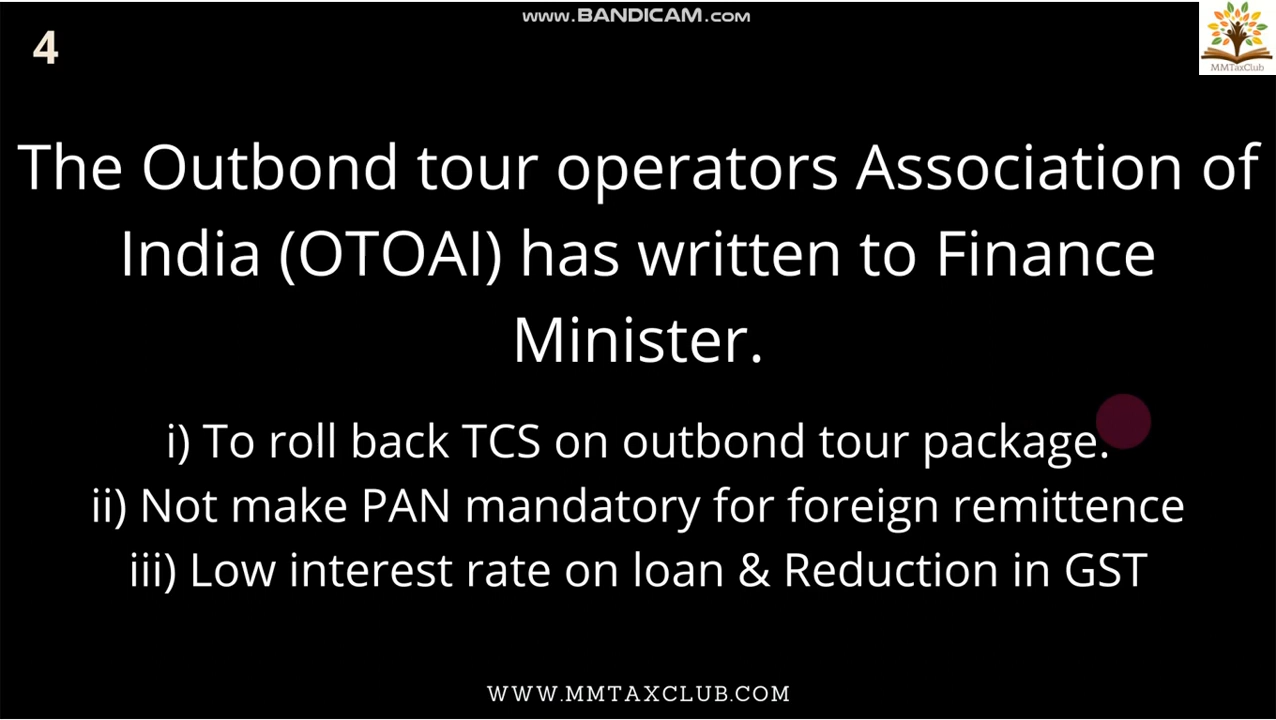 www.BANDICAM.com
4
MMTaxClub
The Outbond tour operators Association of
India (OTOAI) has written to Finance
Minister.
i) To roll back TCS on outbond tour package.
ii) Not make PAN mandatory for foreign remittence
iii) Low interest rate on loan & Reduction in GST
WWW.MMTAXCLUB.COM